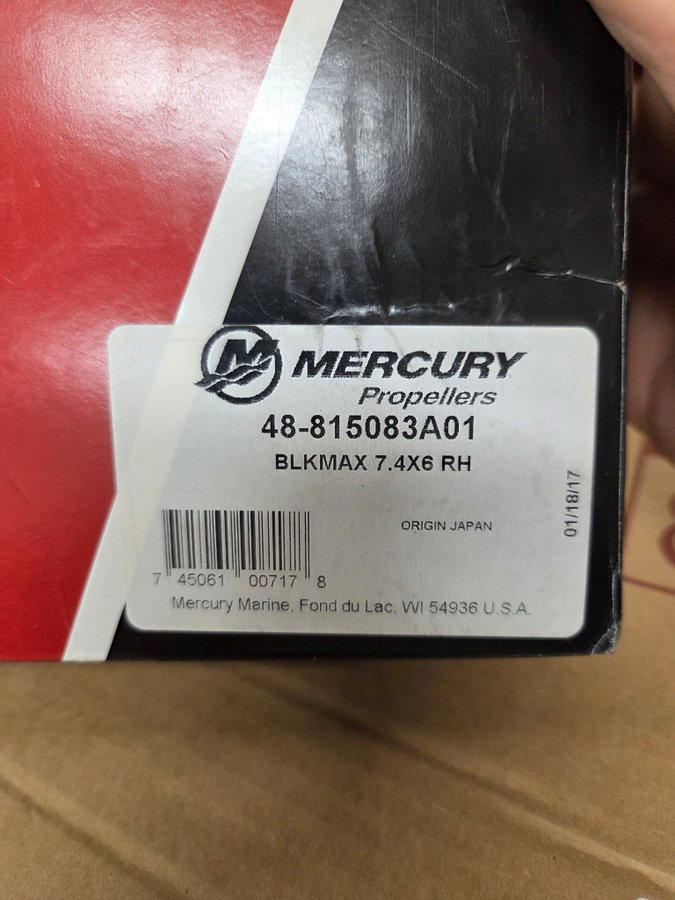 M MERCURY
Propellers
48-815083A01
BLKMAX 7.4X6 RH
ORIGIN JAPAN
01/18/17
7 45061 00717 8
Mercury Marine, Fond du Lac, WI 54936 U.S.A.